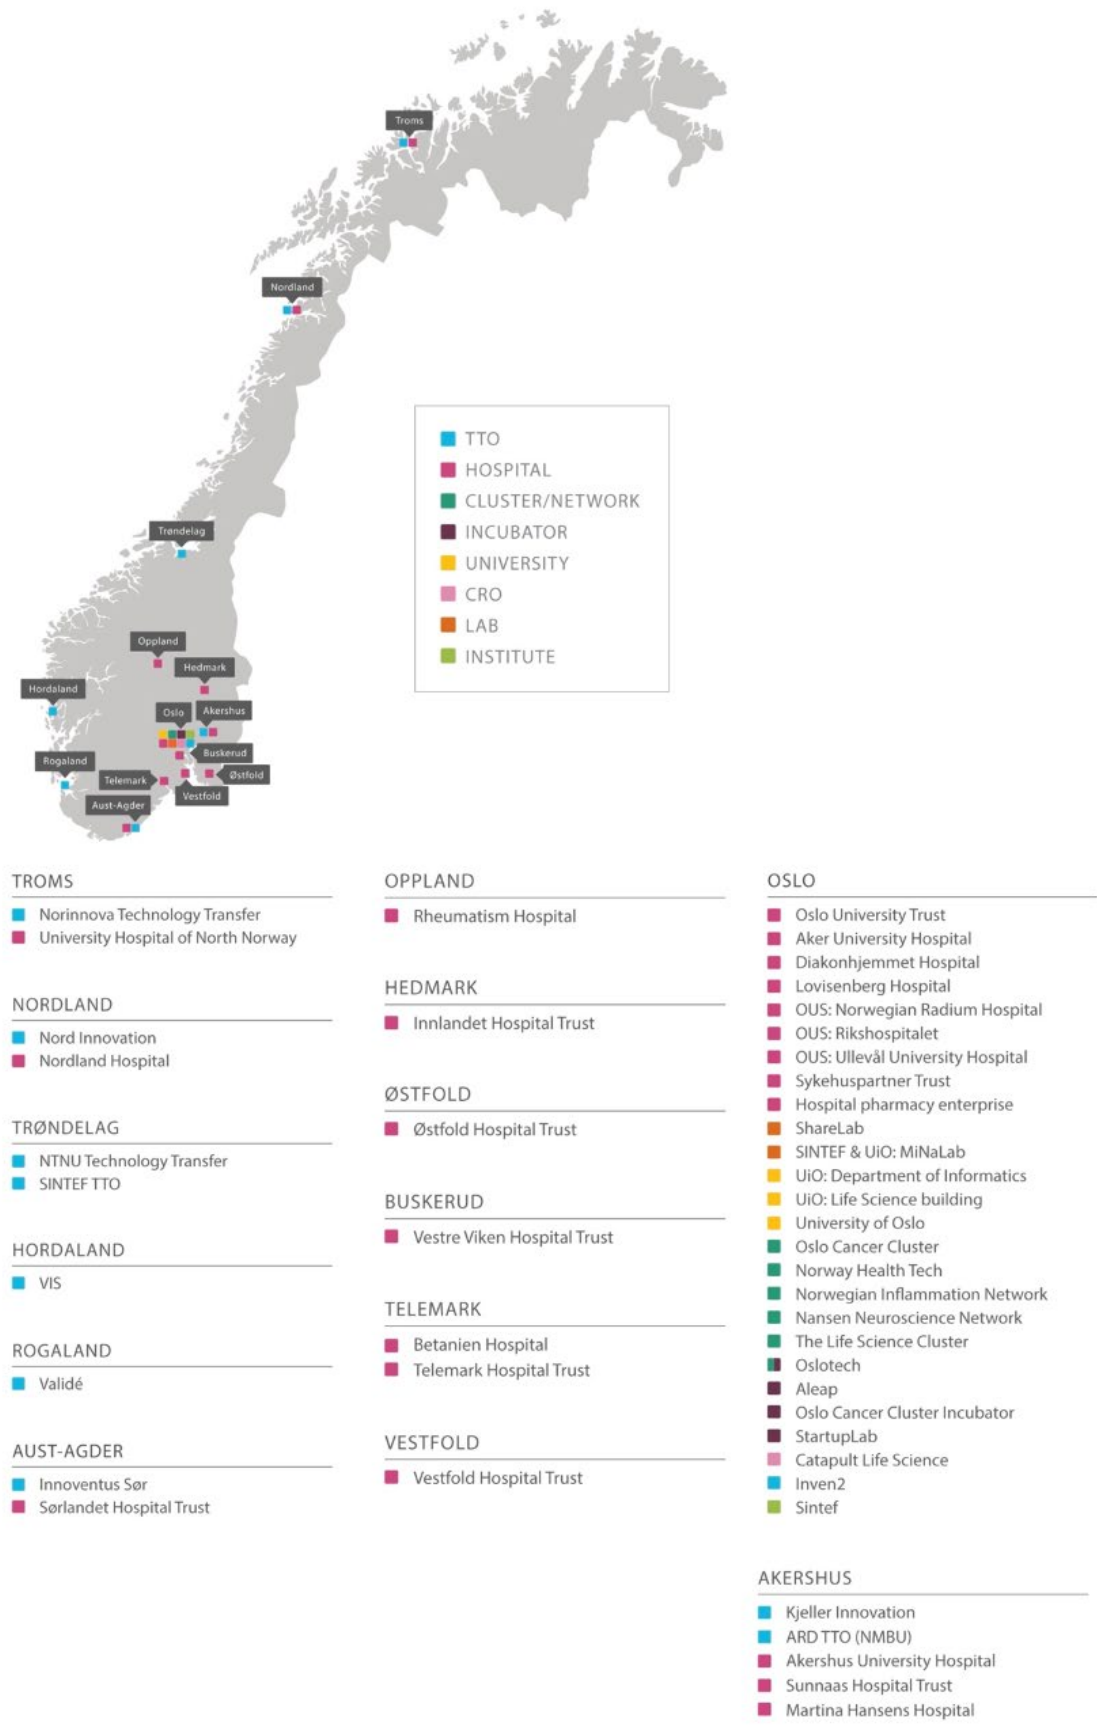 Troms
Nordland
Trøndelag
Oppland
Hedmark
Hordaland
Oslo
Akershus
Rogaland
Buskerud
Telemark
Østfold
Vestfold
Aust-Agder
TTO
HOSPITAL
CLUSTER/NETWORK
INCUBATOR
UNIVERSITY
CRO
LAB
INSTITUTE
TROMS
Norinnova Technology Transfer
University Hospital of North Norway
NORDLAND
Nord Innovation
Nordland Hospital
TRØNDELAG
NTNU Technology Transfer
SINTEF TTO
HORDALAND
VIS
ROGALAND
Validé
AUST-AGDER
Innoventus Sør
Sørlandet Hospital Trust
OPPLAND
Rheumatism Hospital
HEDMARK
Innlandet Hospital Trust
ØSTFOLD
Østfold Hospital Trust
BUSKERUD
Vestre Viken Hospital Trust
TELEMARK
Betanien Hospital
Telemark Hospital Trust
VESTFOLD
Vestfold Hospital Trust
OSLO
Oslo University Trust
Aker University Hospital
Diakonhjemmet Hospital
Lovisenberg Hospital
OUS: Norwegian Radium Hospital
OUS: Rikshospitalet
OUS: Ullevål University Hospital
Sykehuspartner Trust
Hospital pharmacy enterprise
ShareLab
SINTEF & UiO: MiNaLab
UiO: Department of Informatics
UiO: Life Science building
University of Oslo
Oslo Cancer Cluster
Norway Health Tech
Norwegian Inflammation Network
Nansen Neuroscience Network
The Life Science Cluster
Oslotech
Aleap
Oslo Cancer Cluster Incubator
StartupLab
Catapult Life Science
Inven2
Sintef
AKERSHUS
Kjeller Innovation
ARD TTO (NMBU)
Akershus University Hospital
Sunnaas Hospital Trust
Martina Hansens Hospital